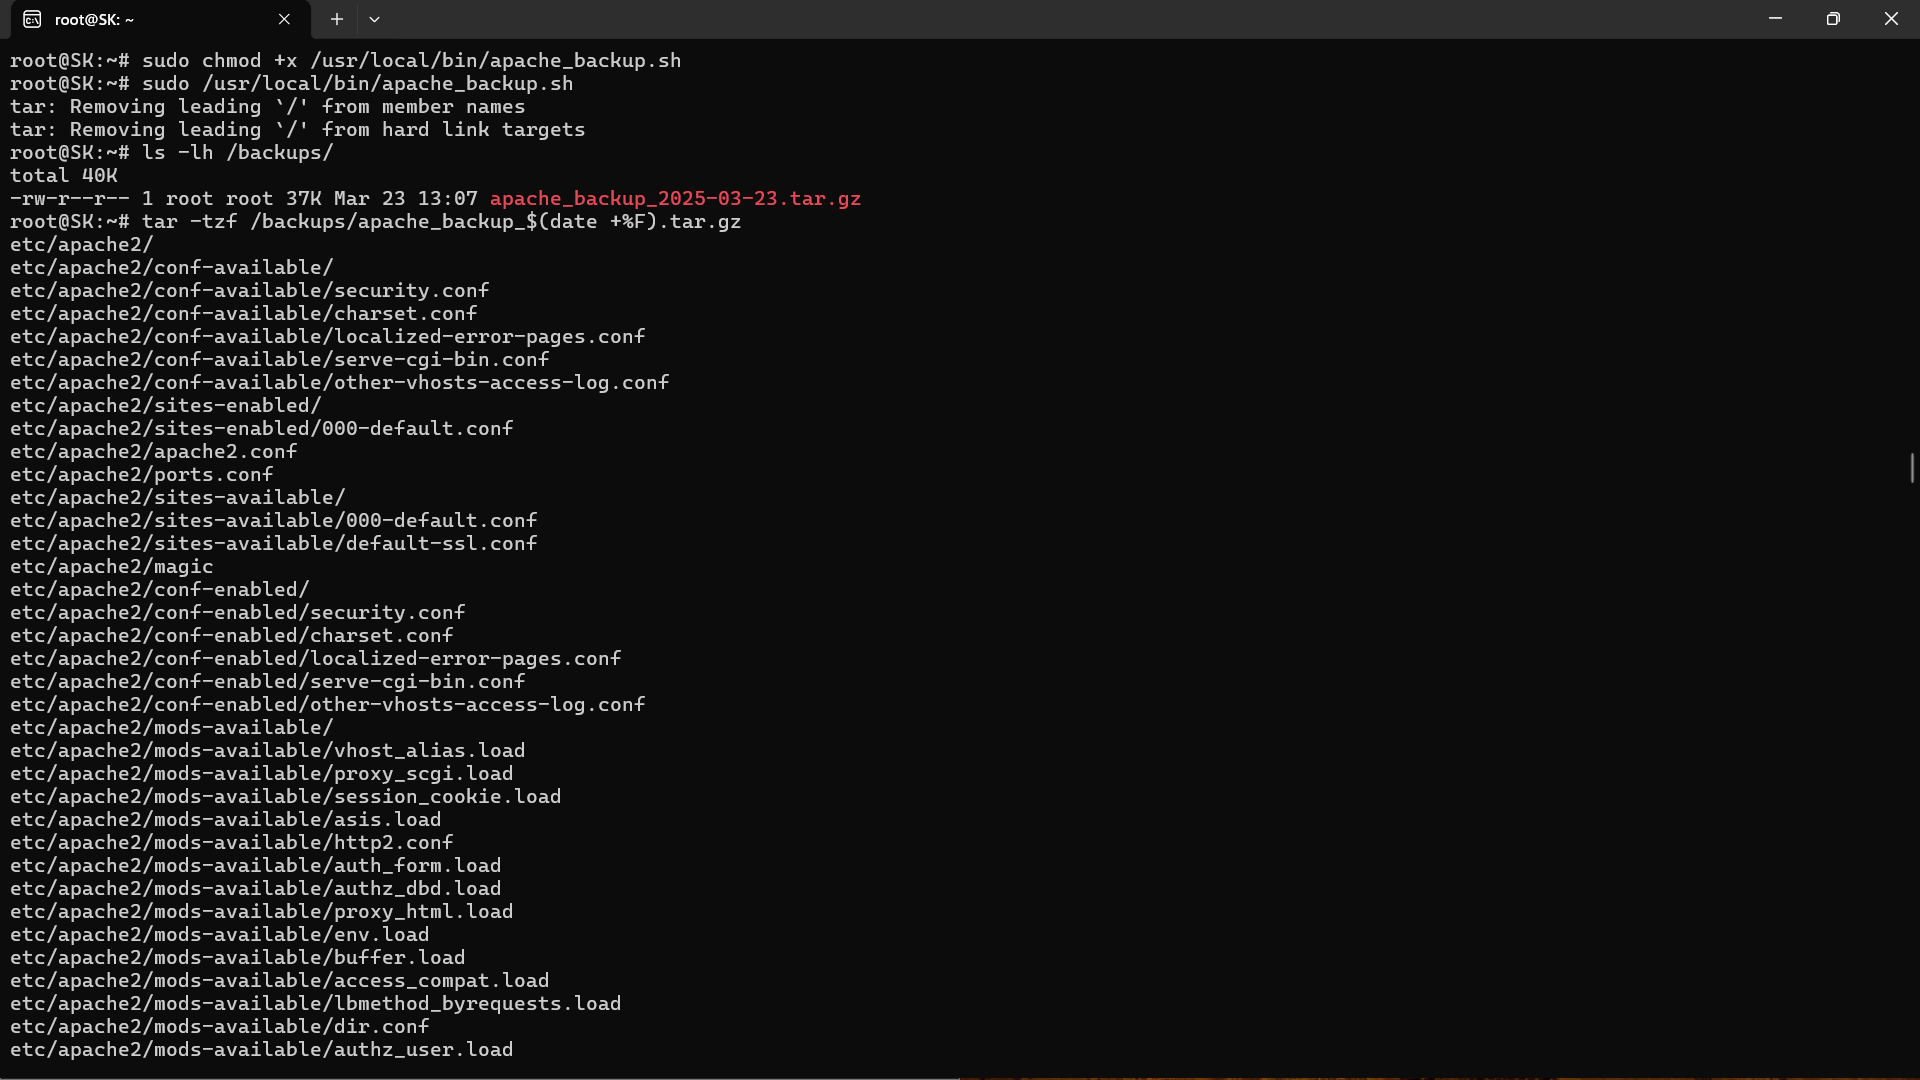 root@SK: ~
root@SK:~# sudo chmod +x /usr/local/bin/apache_backup.sh
root@SK:~# sudo /usr/local/bin/apache_backup.sh
tar: Removing leading `/' from member names
tar: Removing leading `/' from hard link targets
root@SK:~# ls -lh /backups/
total 40K
-rw-r--r-- 1 root root 37K Mar 23 13:07 apache_backup_2025-03-23.tar.gz
root@SK:~# tar -tzf /backups/apache_backup_$(date +%F).tar.gz
etc/apache2/
etc/apache2/conf-available/
etc/apache2/conf-available/security.conf
etc/apache2/conf-available/charset.conf
etc/apache2/conf-available/localized-error-pages.conf
etc/apache2/conf-available/serve-cgi-bin.conf
etc/apache2/conf-available/other-vhosts-access-log.conf
etc/apache2/sites-enabled/
etc/apache2/sites-enabled/000-default.conf
etc/apache2/apache2.conf
etc/apache2/ports.conf
etc/apache2/sites-available/
etc/apache2/sites-available/000-default.conf
etc/apache2/sites-available/default-ssl.conf
etc/apache2/magic
etc/apache2/conf-enabled/
etc/apache2/conf-enabled/security.conf
etc/apache2/conf-enabled/charset.conf
etc/apache2/conf-enabled/localized-error-pages.conf
etc/apache2/conf-enabled/serve-cgi-bin.conf
etc/apache2/conf-enabled/other-vhosts-access-log.conf
etc/apache2/mods-available/
etc/apache2/mods-available/vhost_alias.load
etc/apache2/mods-available/proxy_scgi.load
etc/apache2/mods-available/session_cookie.load
etc/apache2/mods-available/asis.load
etc/apache2/mods-available/http2.conf
etc/apache2/mods-available/auth_form.load
etc/apache2/mods-available/authz_dbd.load
etc/apache2/mods-available/proxy_html.load
etc/apache2/mods-available/env.load
etc/apache2/mods-available/buffer.load
etc/apache2/mods-available/access_compat.load
etc/apache2/mods-available/lbmethod_byrequests.load
etc/apache2/mods-available/dir.conf
etc/apache2/mods-available/authz_user.load